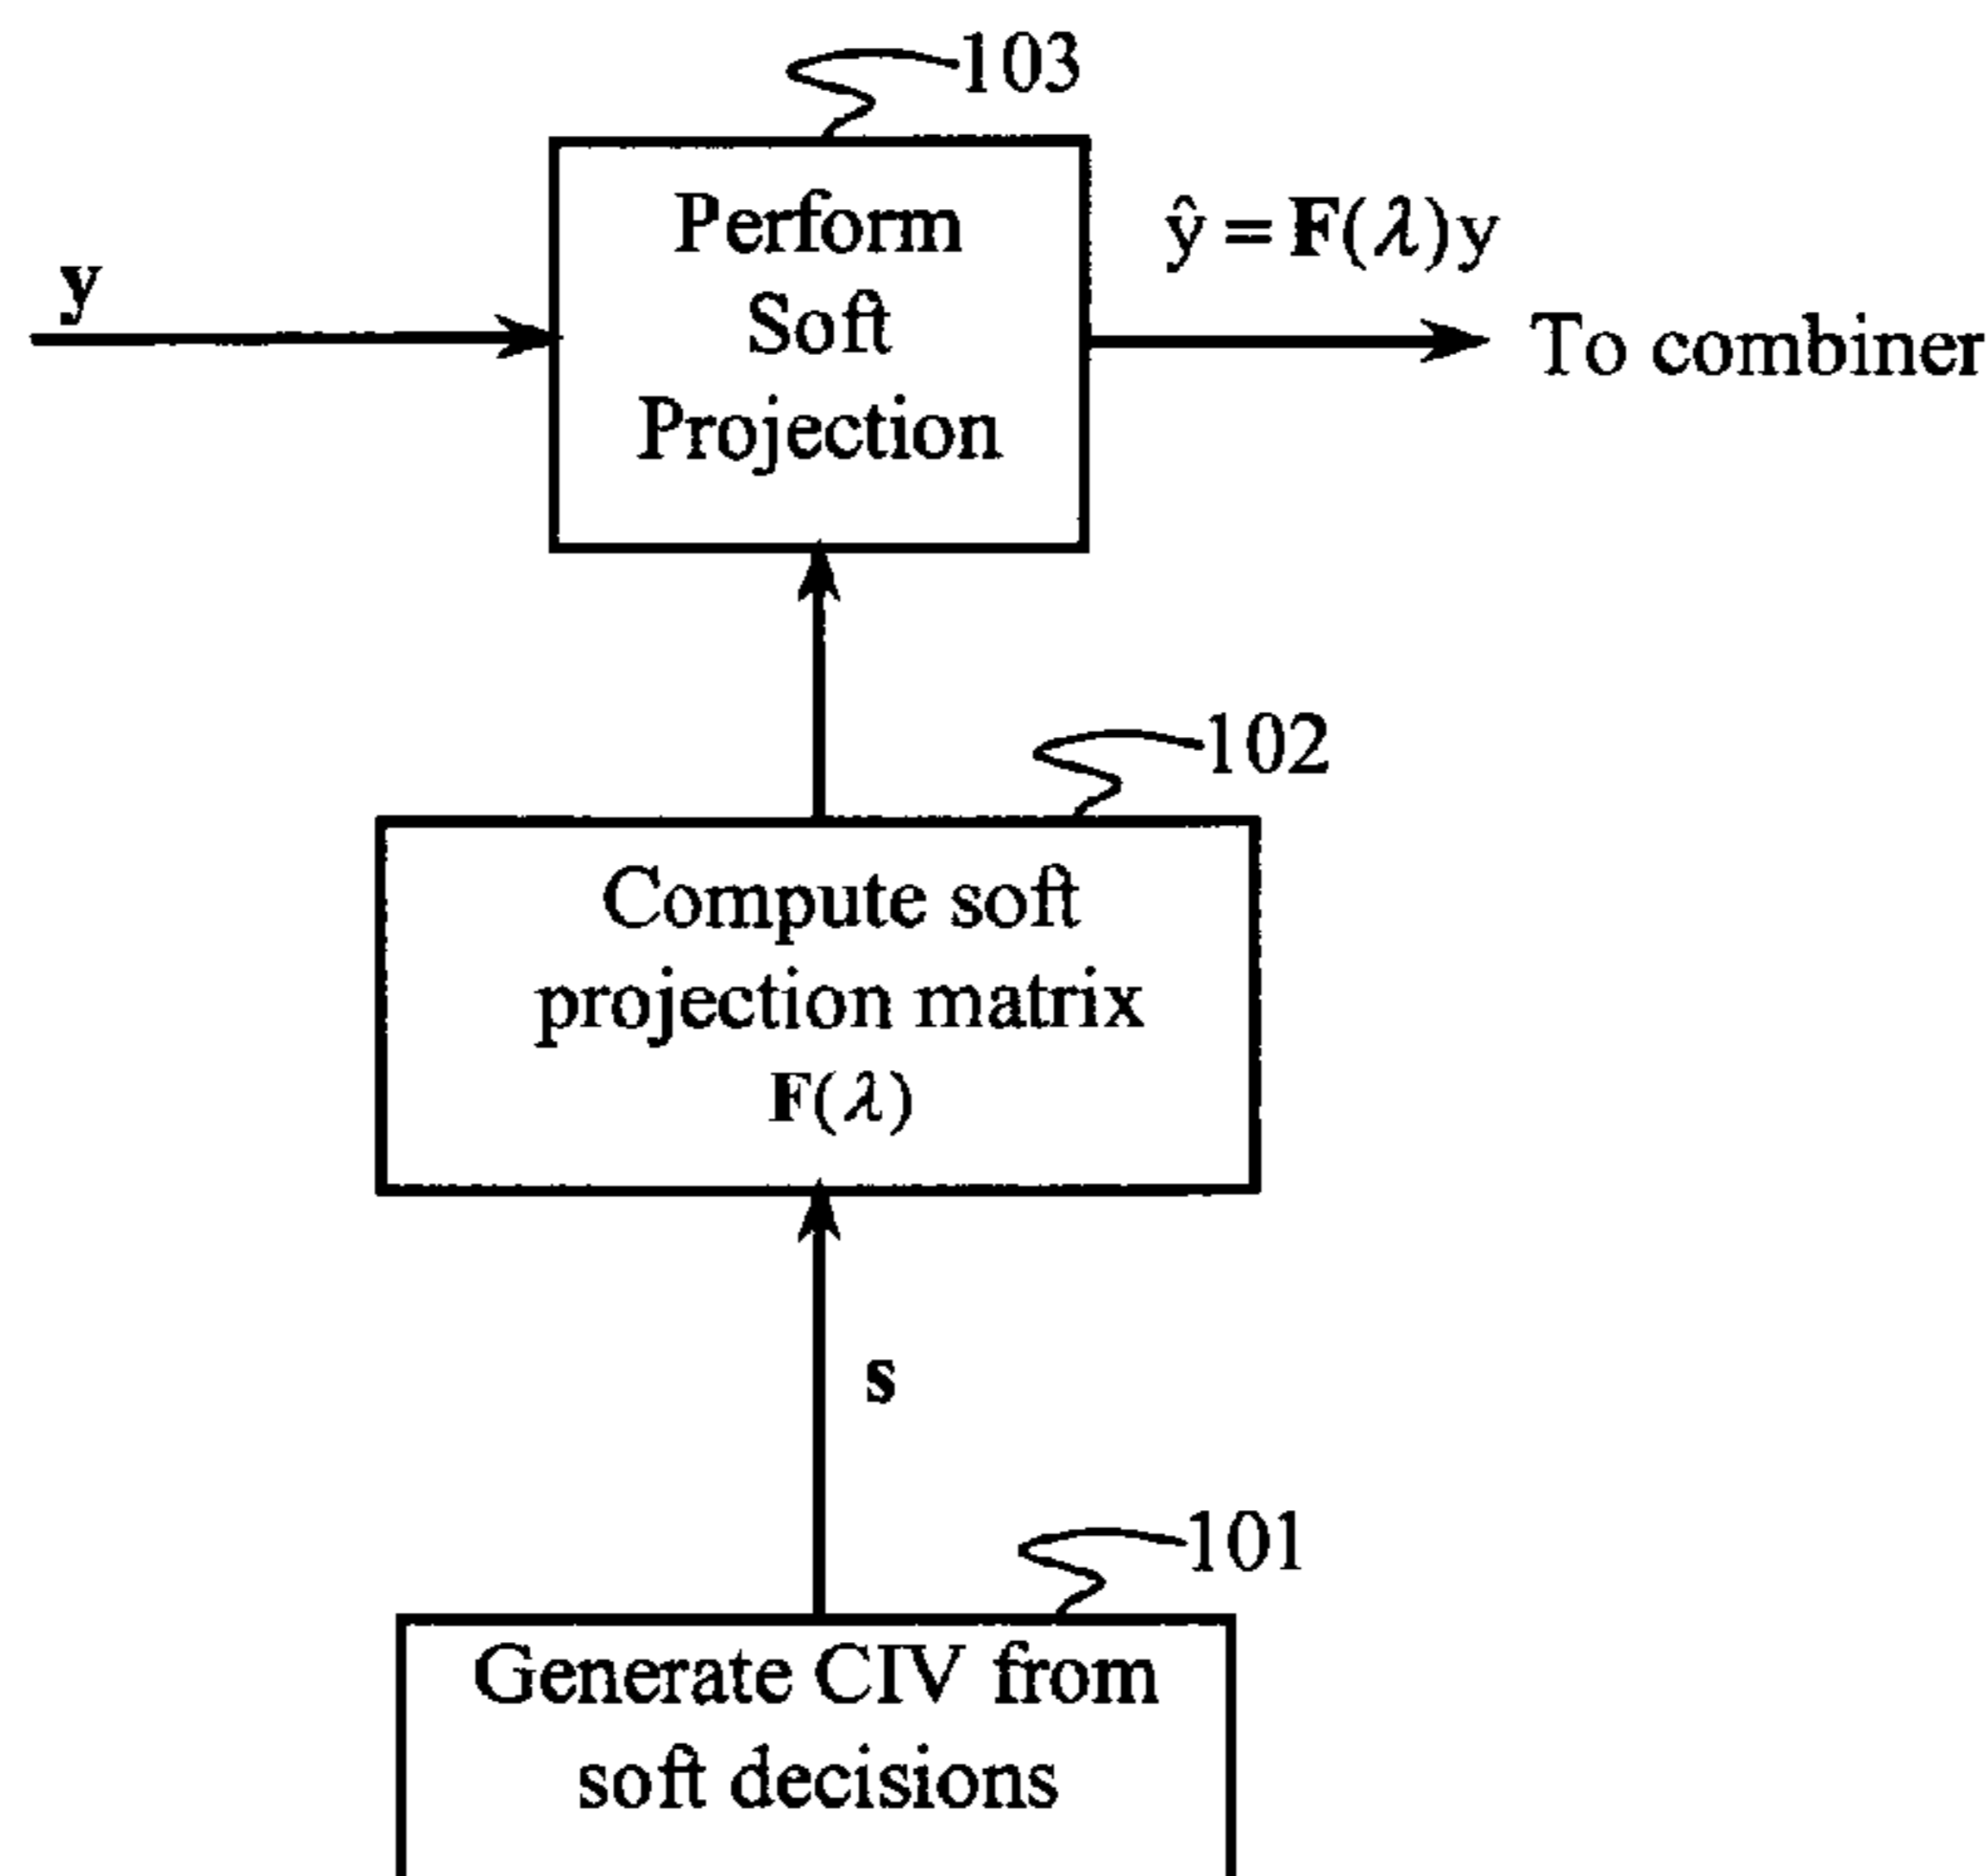 103
Perform
Soft
Projection
y
ŷ = F(λ)y
To combiner
102
Compute soft
projection matrix
F(λ)
s
101
Generate CIV from
soft decisions